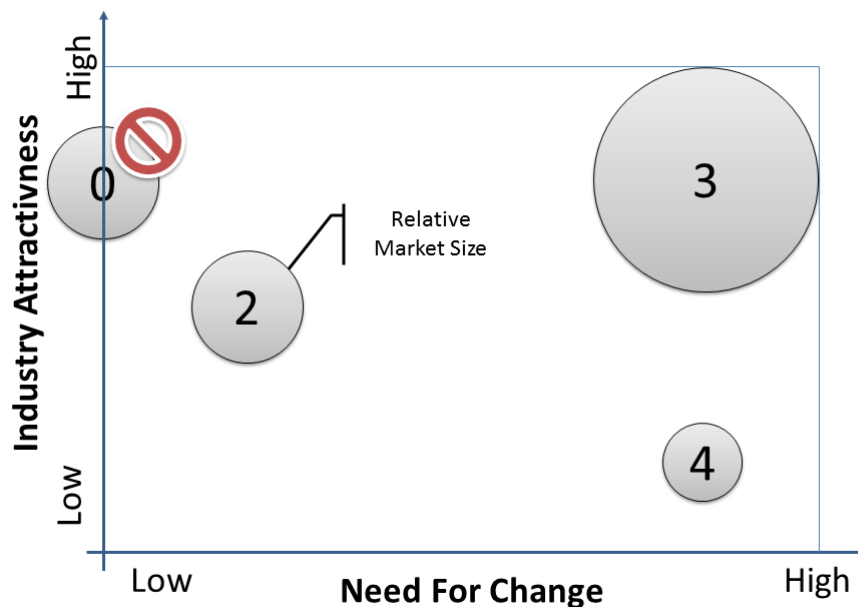 High
Industry Attractivness
0
3
Relative
Market Size
2
4
Low
Low
Need For Change
High